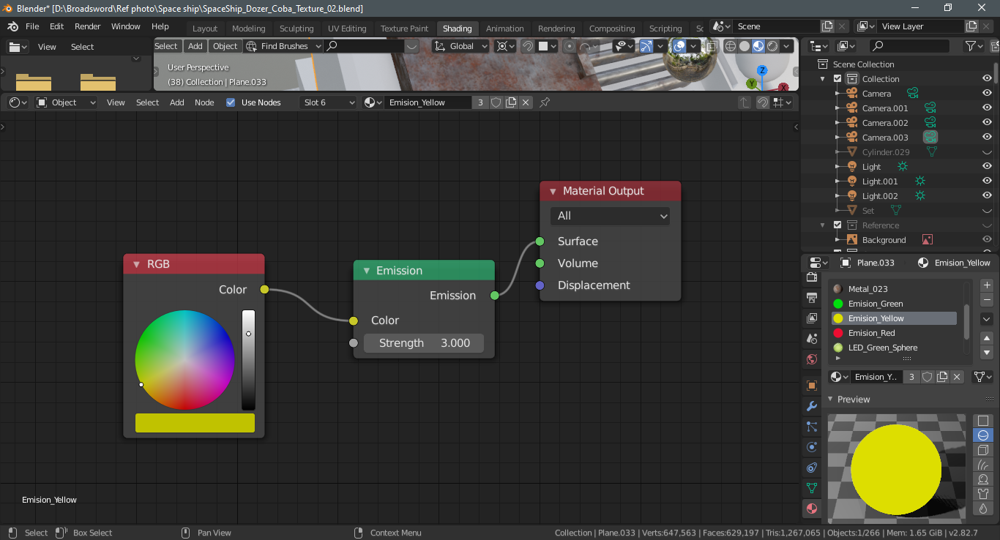 Blender* [D:\Broadsword\Ref photo\Space ship\SpaceShip_Dozer_Coba_Texture_02.blend]
File Edit Render Window Help Layout Modeling Sculpting UV Editing Texture Paint Shading Animation Rendering Compositing Scripting Sc Scene View Layer
View Select Select Add Object Find Brushes Global
User Perspective
(38) Collection | Plane.033
Z
Y
X
Object View Select Add Node Use Nodes Slot 6 Emision_Yellow 3
RGB
Color
Emission
Emission
Color
Strength 3.000
Material Output
All
Surface
Volume
Displacement
Emision_Yellow
Scene Collection
Collection
Camera
Camera.001
Camera.002
Camera.003
Cylinder.029
Light
Light.001
Light.002
Set
Reference
Background
Plane.033 Emision_Yellow
Metal_023
Emision_Green
Emision_Yellow
Emision_Red
LED_Green_Sphere
Emision_Y.. 3
Preview
Select Box Select Pan View Context Menu Collection | Plane.033 | Verts:647,563 | Faces:629,197 | Tris:1,267,065 | Objects:1/266 | Mem: 1.65 GiB | v2.82.7